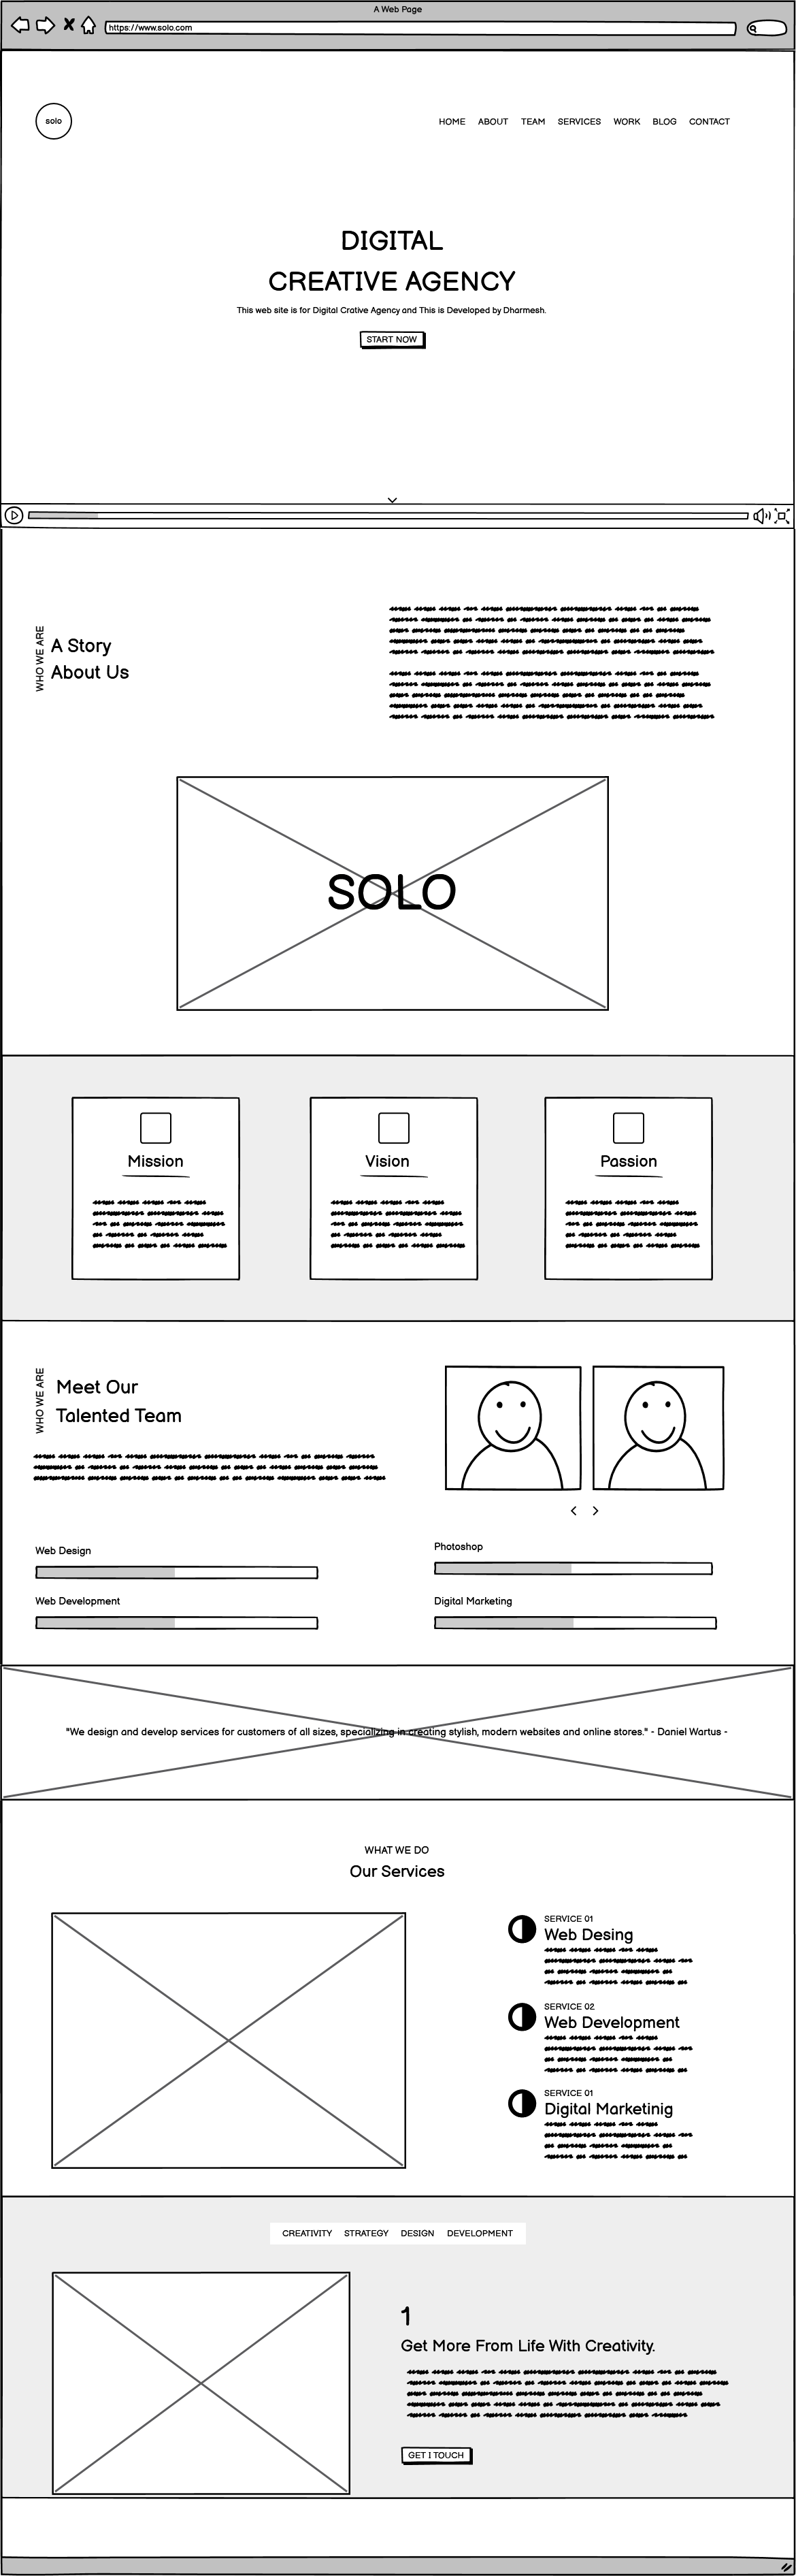 A Web Page
https://www.solo.com
solo
HOME ABOUT TEAM SERVICES WORK BLOG CONTACT
DIGITAL
CREATIVE AGENCY
This web site is for Digital Crative Agency and This is Developed by Dharmesh.
START NOW
WHO WE ARE
A Story
About Us
SOLO
Mission
Vision
Passion
WHO WE ARE
Meet Our
Talented Team
Web Design
Photoshop
Web Development
Digital Marketing
"We design and develop services for customers of all sizes, specializing in creating stylish, modern websites and online stores." - Daniel Wartus -
WHAT WE DO
Our Services
SERVICE 01
Web Desing
SERVICE 02
Web Development
SERVICE 01
Digital Marketinig
CREATIVITY STRATEGY DESIGN DEVELOPMENT
1
Get More From Life With Creativity.
GET I TOUCH